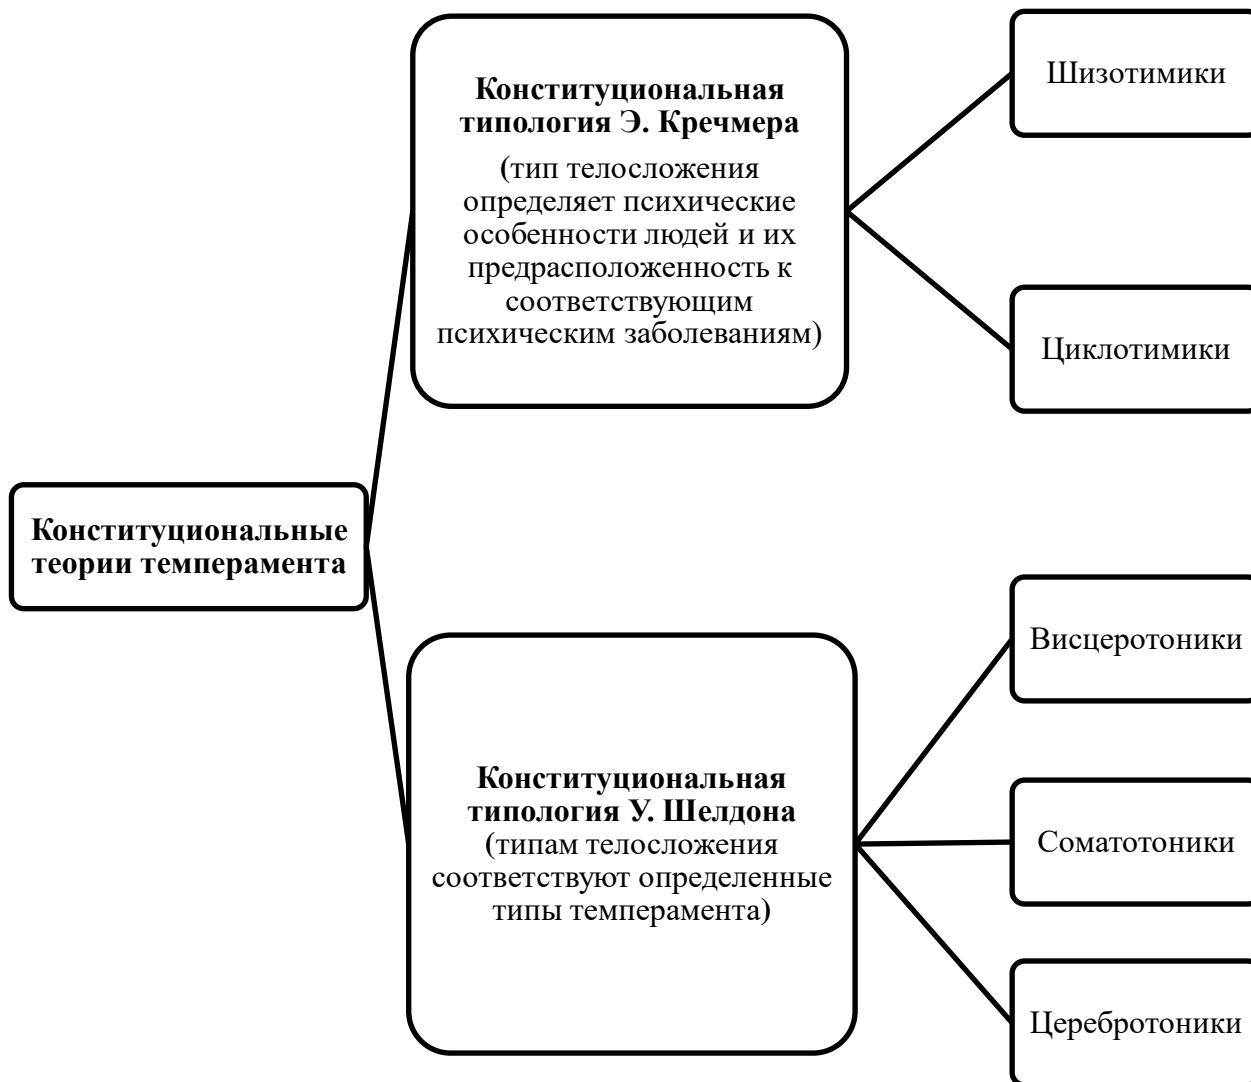 Конституциональные
теории темперамента
Конституциональная
типология Э. Кречмера
(тип телосложения
определяет психические
особенности людей и их
предрасположенность к
соответствующим
психическим заболеваниям)
Шизотимики
Циклотимики
Конституциональная
типология У. Шелдона
(типам телосложения
соответствуют определенные
типы темперамента)
Висцеротоники
Соматотоники
Церебротоники